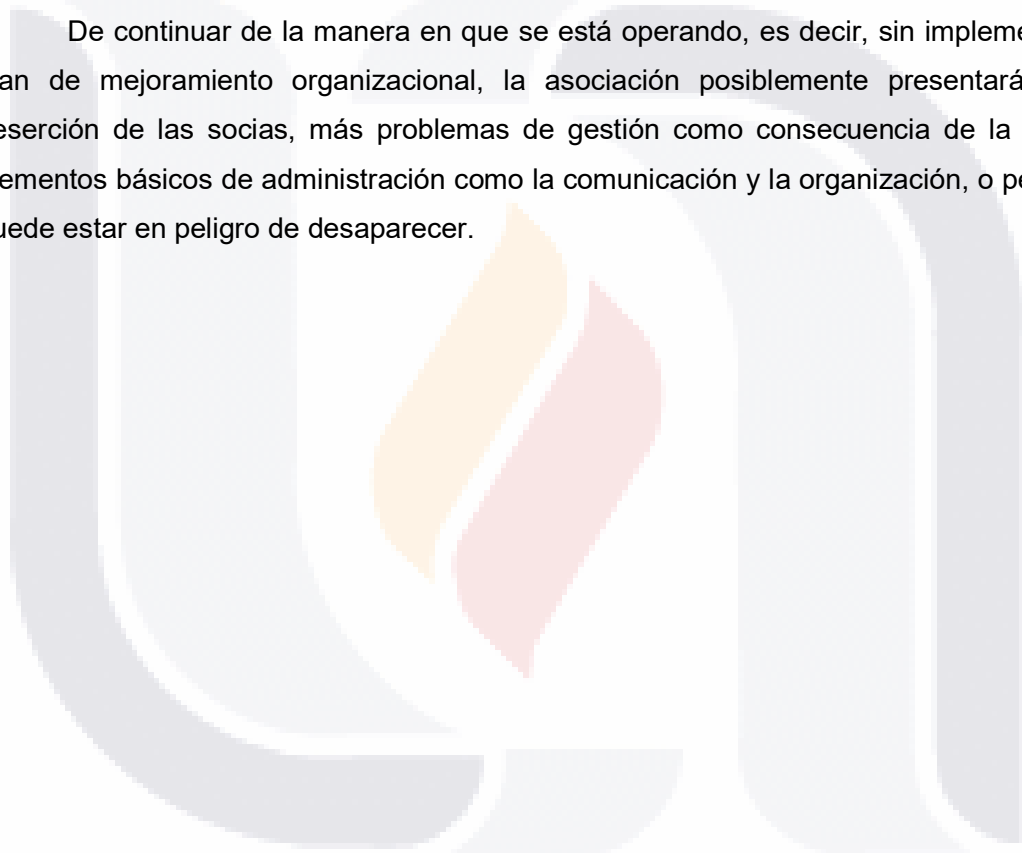 De continuar de la manera en que se está operando, es decir, sin impleme
an de mejoramiento organizacional, la asociación posiblemente presentará
eserción de las socias, más problemas de gestión como consecuencia de la
ementos básicos de administración como la comunicación y la organización, o pe
uede estar en peligro de desaparecer.